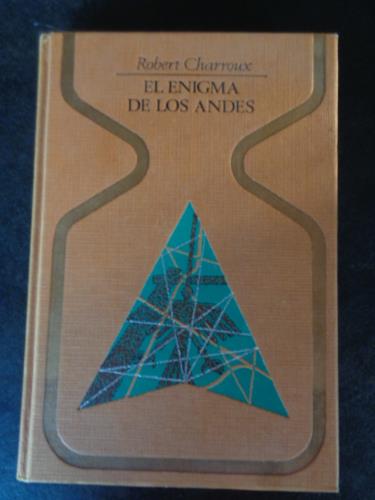 Robert Charroux
EL ENIGMA
DE LOS ANDES